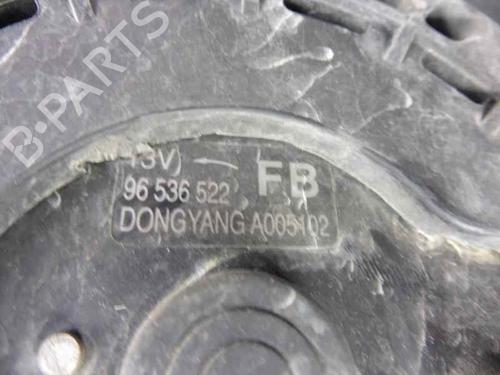 B-PARTS
13V)
FB
96 536 522
DONGYANG A005102